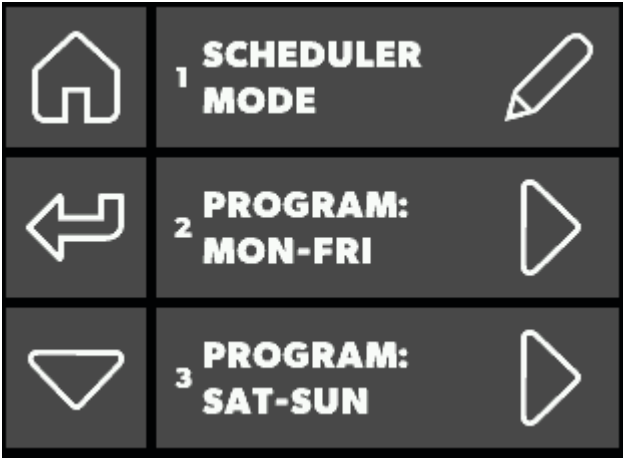 1 SCHEDULER
MODE
2 PROGRAM:
MON-FRI
3 PROGRAM:
SAT-SUN